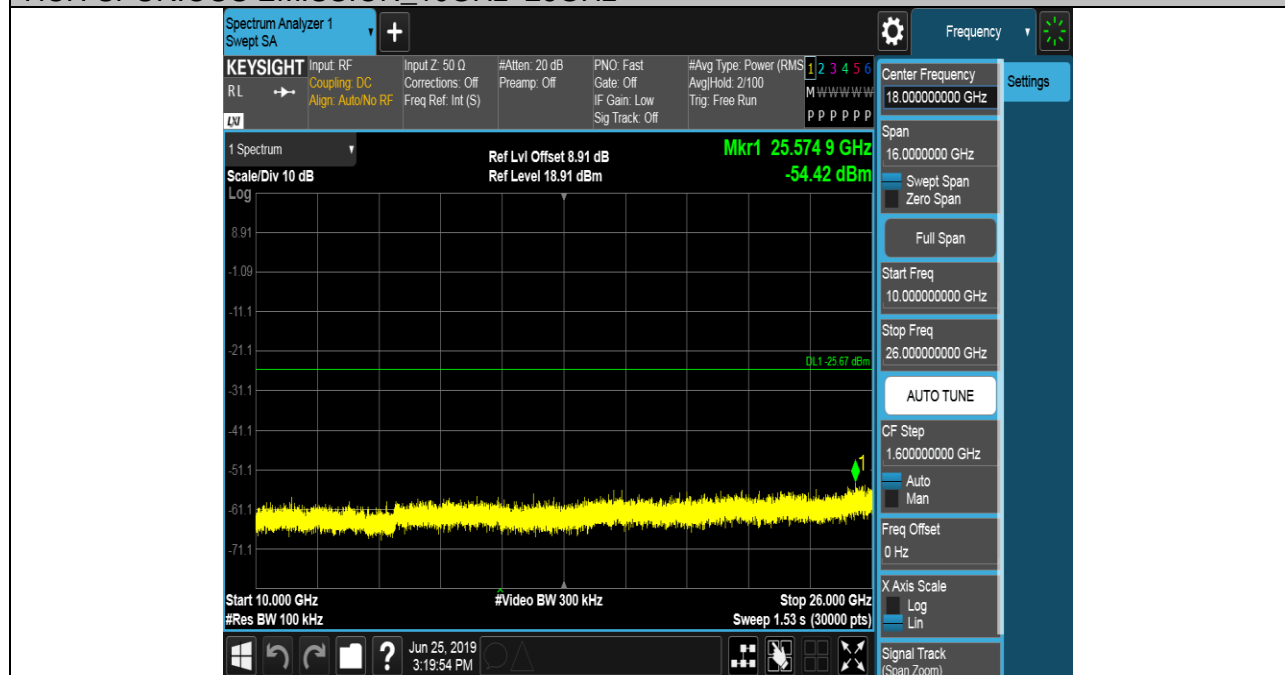 Spectrum Analyzer 1
Swept SA
+
Frequency
KEYSIGHT
RL
LXI
Input: RF
Coupling: DC
Align: Auto/No RF
Input Z: 50 Ω
Corrections: Off
Freq Ref: Int (S)
#Atten: 20 dB
Preamp: Off
PNO: Fast
Gate: Off
IF Gain: Low
Sig Track: Off
#Avg Type: Power (RMS
Avg|Hold: 2/100
Trig: Free Run
1 2 3 4 5 6
M W W W W W
P P P P P P
1 Spectrum
Scale/Div 10 dB
Ref Lvl Offset 8.91 dB
Ref Level 18.91 dBm
Mkr1 25.574 9 GHz
-54.42 dBm
Log
8.91
-1.09
-11.1
-21.1
DL1 -25.67 dBm
-31.1
-41.1
-51.1
1
-61.1
-71.1
Start 10.000 GHz
#Res BW 100 kHz
#Video BW 300 kHz
Stop 26.000 GHz
Sweep 1.53 s (30000 pts)
?
Jun 25, 2019
3:19:54 PM
Center Frequency
18.000000000 GHz
Settings
Span
16.0000000 GHz
Swept Span
Zero Span
Full Span
Start Freq
10.000000000 GHz
Stop Freq
26.000000000 GHz
AUTO TUNE
CF Step
1.600000000 GHz
Auto
Man
Freq Offset
0 Hz
X Axis Scale
Log
Lin
Signal Track
(Span Zoom)